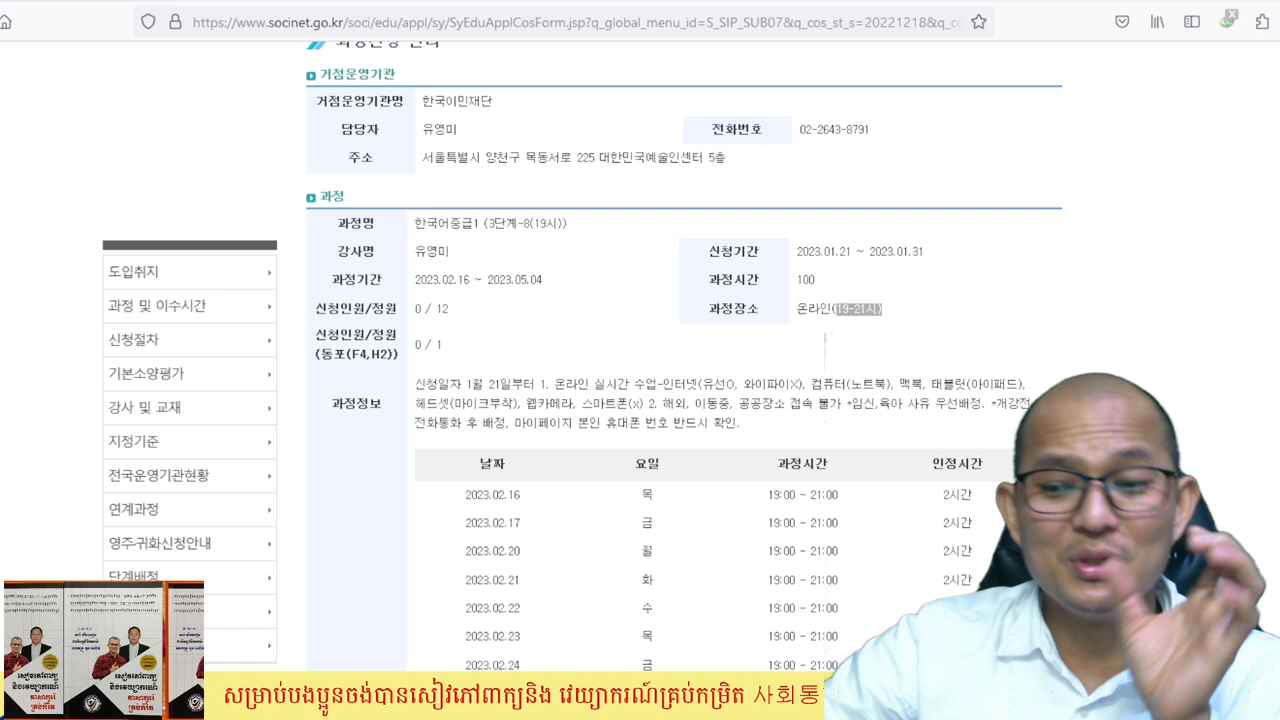 https://www.socinet.go.kr/soci/edu/appl/sy/SyEduApplCosForm.jsp?q_global_menu_id=S_SIP_SUB07&q_cos_st_s=20221218&q_c
거점운영기관
거점운영기관명 한국이민재단
담당자 유영미 전화번호 02-2643-8791
주소 서울특별시 양천구 목동서로 225 대한민국예술인센터 5층
과정
과정명 한국어중급1 (3단계-8(19시))
강사명 유영미 신청기간 2023.01.21 ~ 2023.01.31
과정기간 2023.02.16 ~ 2023.05.04 과정시간 100
신청인원/정원 0 / 12 과정장소 온라인(19-21시)
신청인원/정원
(동포(F4,H2)) 0 / 1
과정정보
신청일자 1월 21일부터 1. 온라인 실시간 수업-인터넷(유선O, 와이파이X), 컴퓨터(노트북), 맥북, 태블릿(아이패드),
헤드셋(마이크부착), 웹카메라, 스마트폰(x) 2. 해외, 이동중, 공공장소 접속 불가 *임신,육아 사유 우선배정. *개강전
전화통화 후 배정, 마이페이지 본인 휴대폰 번호 반드시 확인.
날짜 요일 과정시간 인정시간
2023.02.16 목 19:00 - 21:00 2시간
2023.02.17 금 19:00 - 21:00 2시간
2023.02.20 월 19:00 - 21:00 2시간
2023.02.21 화 19:00 - 21:00 2시간
2023.02.22 수 19:00 - 21:00
2023.02.23 목 19:00 - 21:00
2023.02.24 금 19:00 - 21:00
도입취지
과정 및 이수시간
신청절차
기본소양평가
강사 및 교재
지정기준
전국운영기관현황
연계과정
영주·귀화신청안내
단계배정
សម្រាប់បងប្អូនចង់បានសៀវភៅពាក្យនិង វេយ្យាករណ៍គ្រប់កម្រិត 사회통